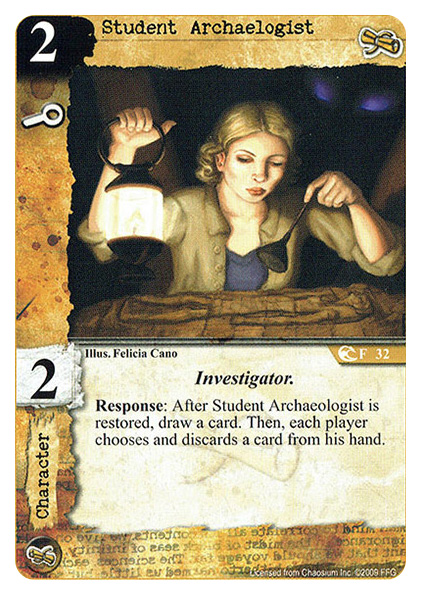 2
Student Archaelogist
Illus. Felicia Cano
F 32
2
Character
Investigator.
Response: After Student Archaeologist is
restored, draw a card. Then, each player
chooses and discards a card from his hand.
Licensed from Chaosium Inc. ©2009 FFG